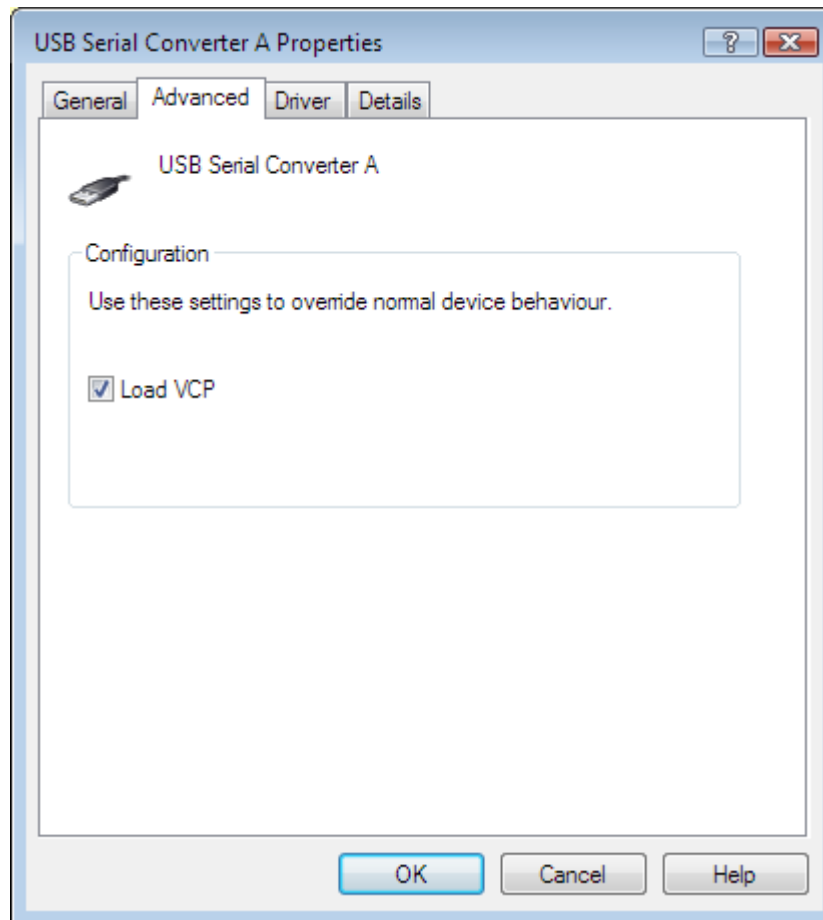 USB Serial Converter A Properties
General Advanced Driver Details
USB Serial Converter A
Configuration
Use these settings to override normal device behaviour.
Load VCP
OK Cancel Help